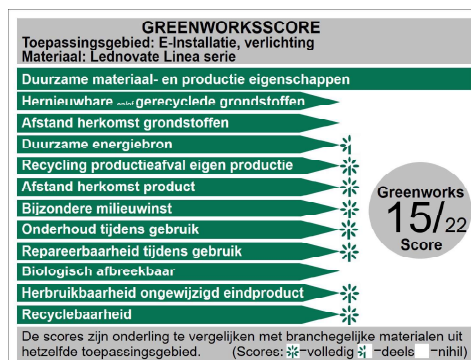 GREENWORKSSCORE
Toepassingsgebied: E-Installatie, verlichting
Materiaal: Lednovate Linea serie
Duurzame materiaal- en productie eigenschappen
Hernieuwbare en/of gerecyclede grondstoffen
Afstand herkomst grondstoffen
Duurzame energiebron
Recycling productieafval eigen productie
Afstand herkomst product
Bijzondere milieuwinst
Onderhoud tijdens gebruik
Repareerbaarheid tijdens gebruik
Biologisch afbreekbaar
Herbruikbaarheid ongewijzigd eindproduct
Recyclebaarheid
Greenworks
15/22
Score
De scores zijn onderling te vergelijken met branchegelijke materialen uit
hetzelfde toepassingsgebied. (Scores: =volledig =deels =nihil)